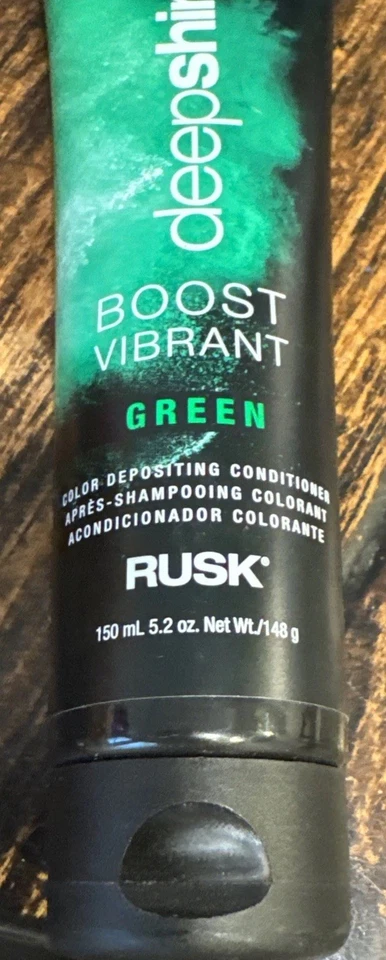 deepshin
BOOST
VIBRANT
GREEN
COLOR DEPOSITING CONDITIONER
APRÈS-SHAMPOOING COLORANT
ACONDICIONADOR COLORANTE
RUSK®
150 mL 5.2 oz. Net Wt./148 g